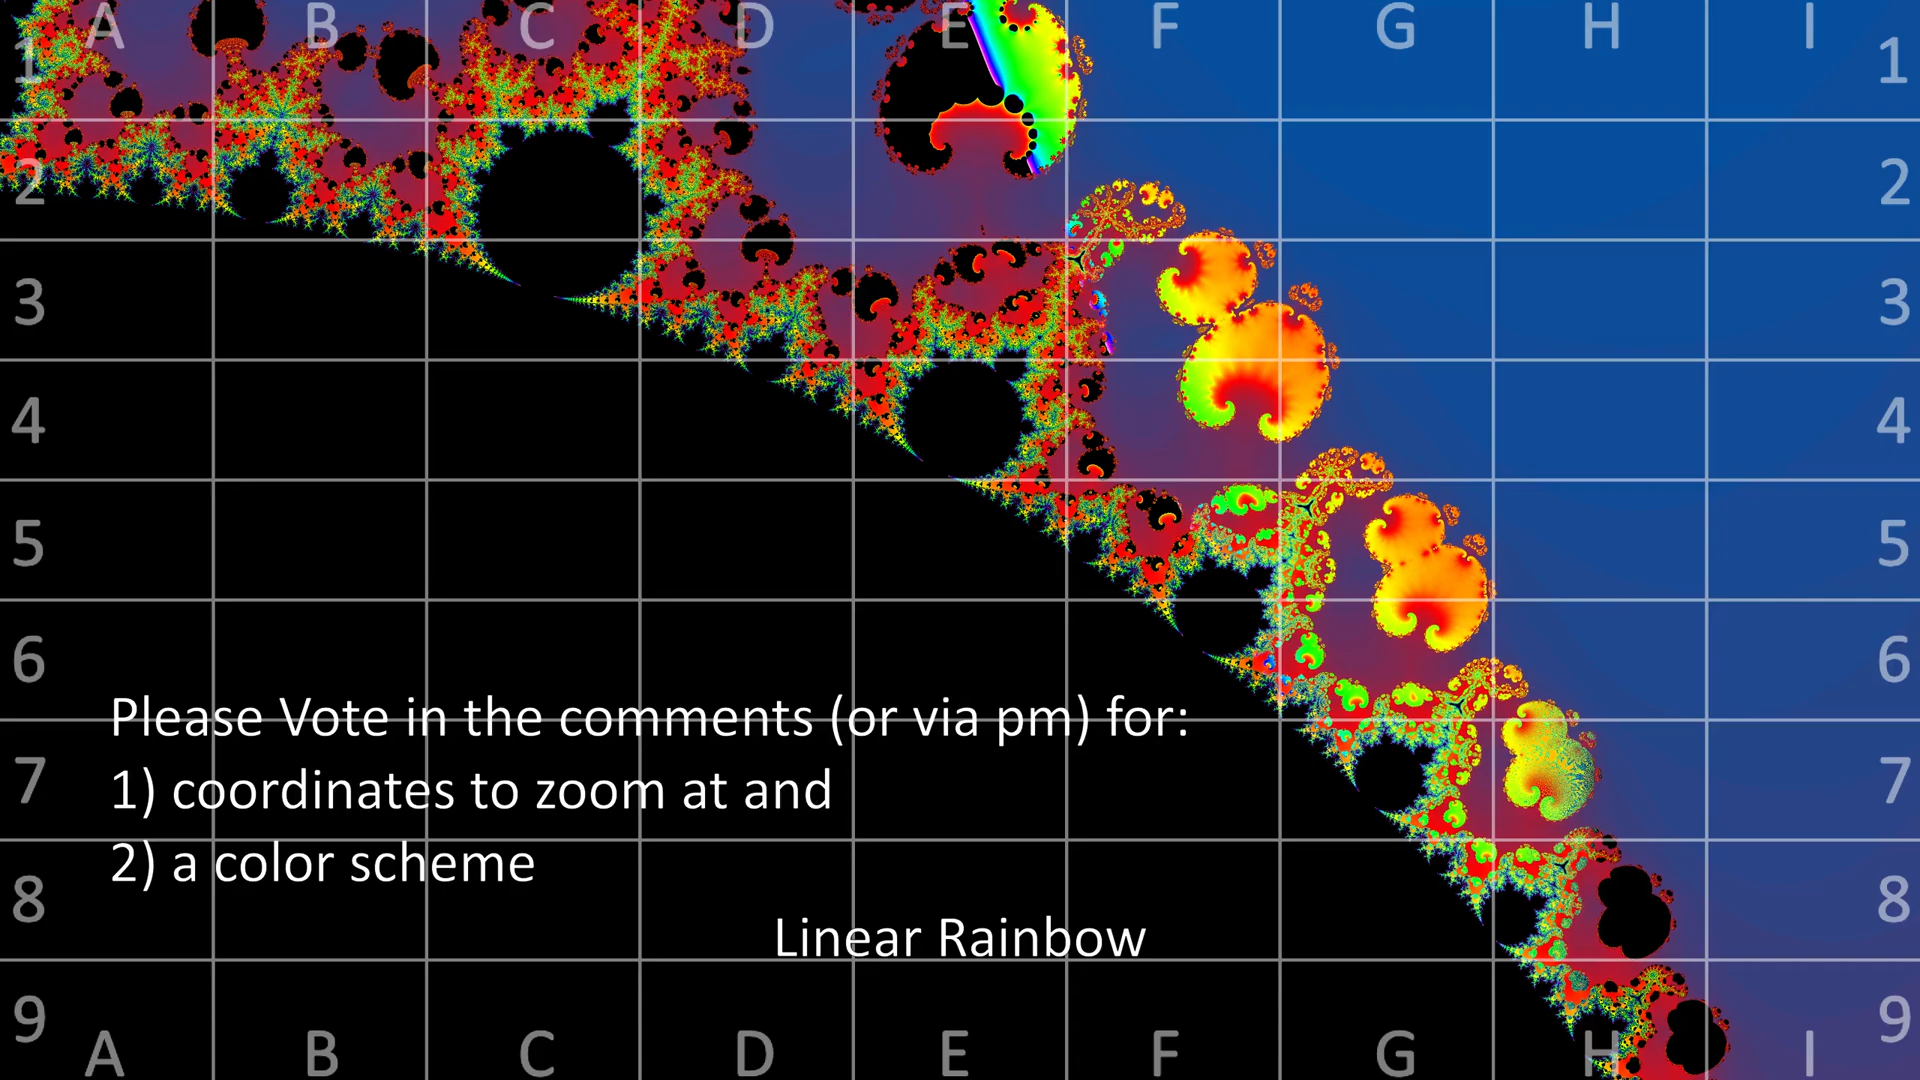 A B C D E F G H I
1 1
2 2
3 3
4 4
5 5
6 6
Please Vote in the comments (or via pm) for:
7 7
1) coordinates to zoom at and
2) a color scheme
8 8
Linear Rainbow
9 9
A B C D E F G H I